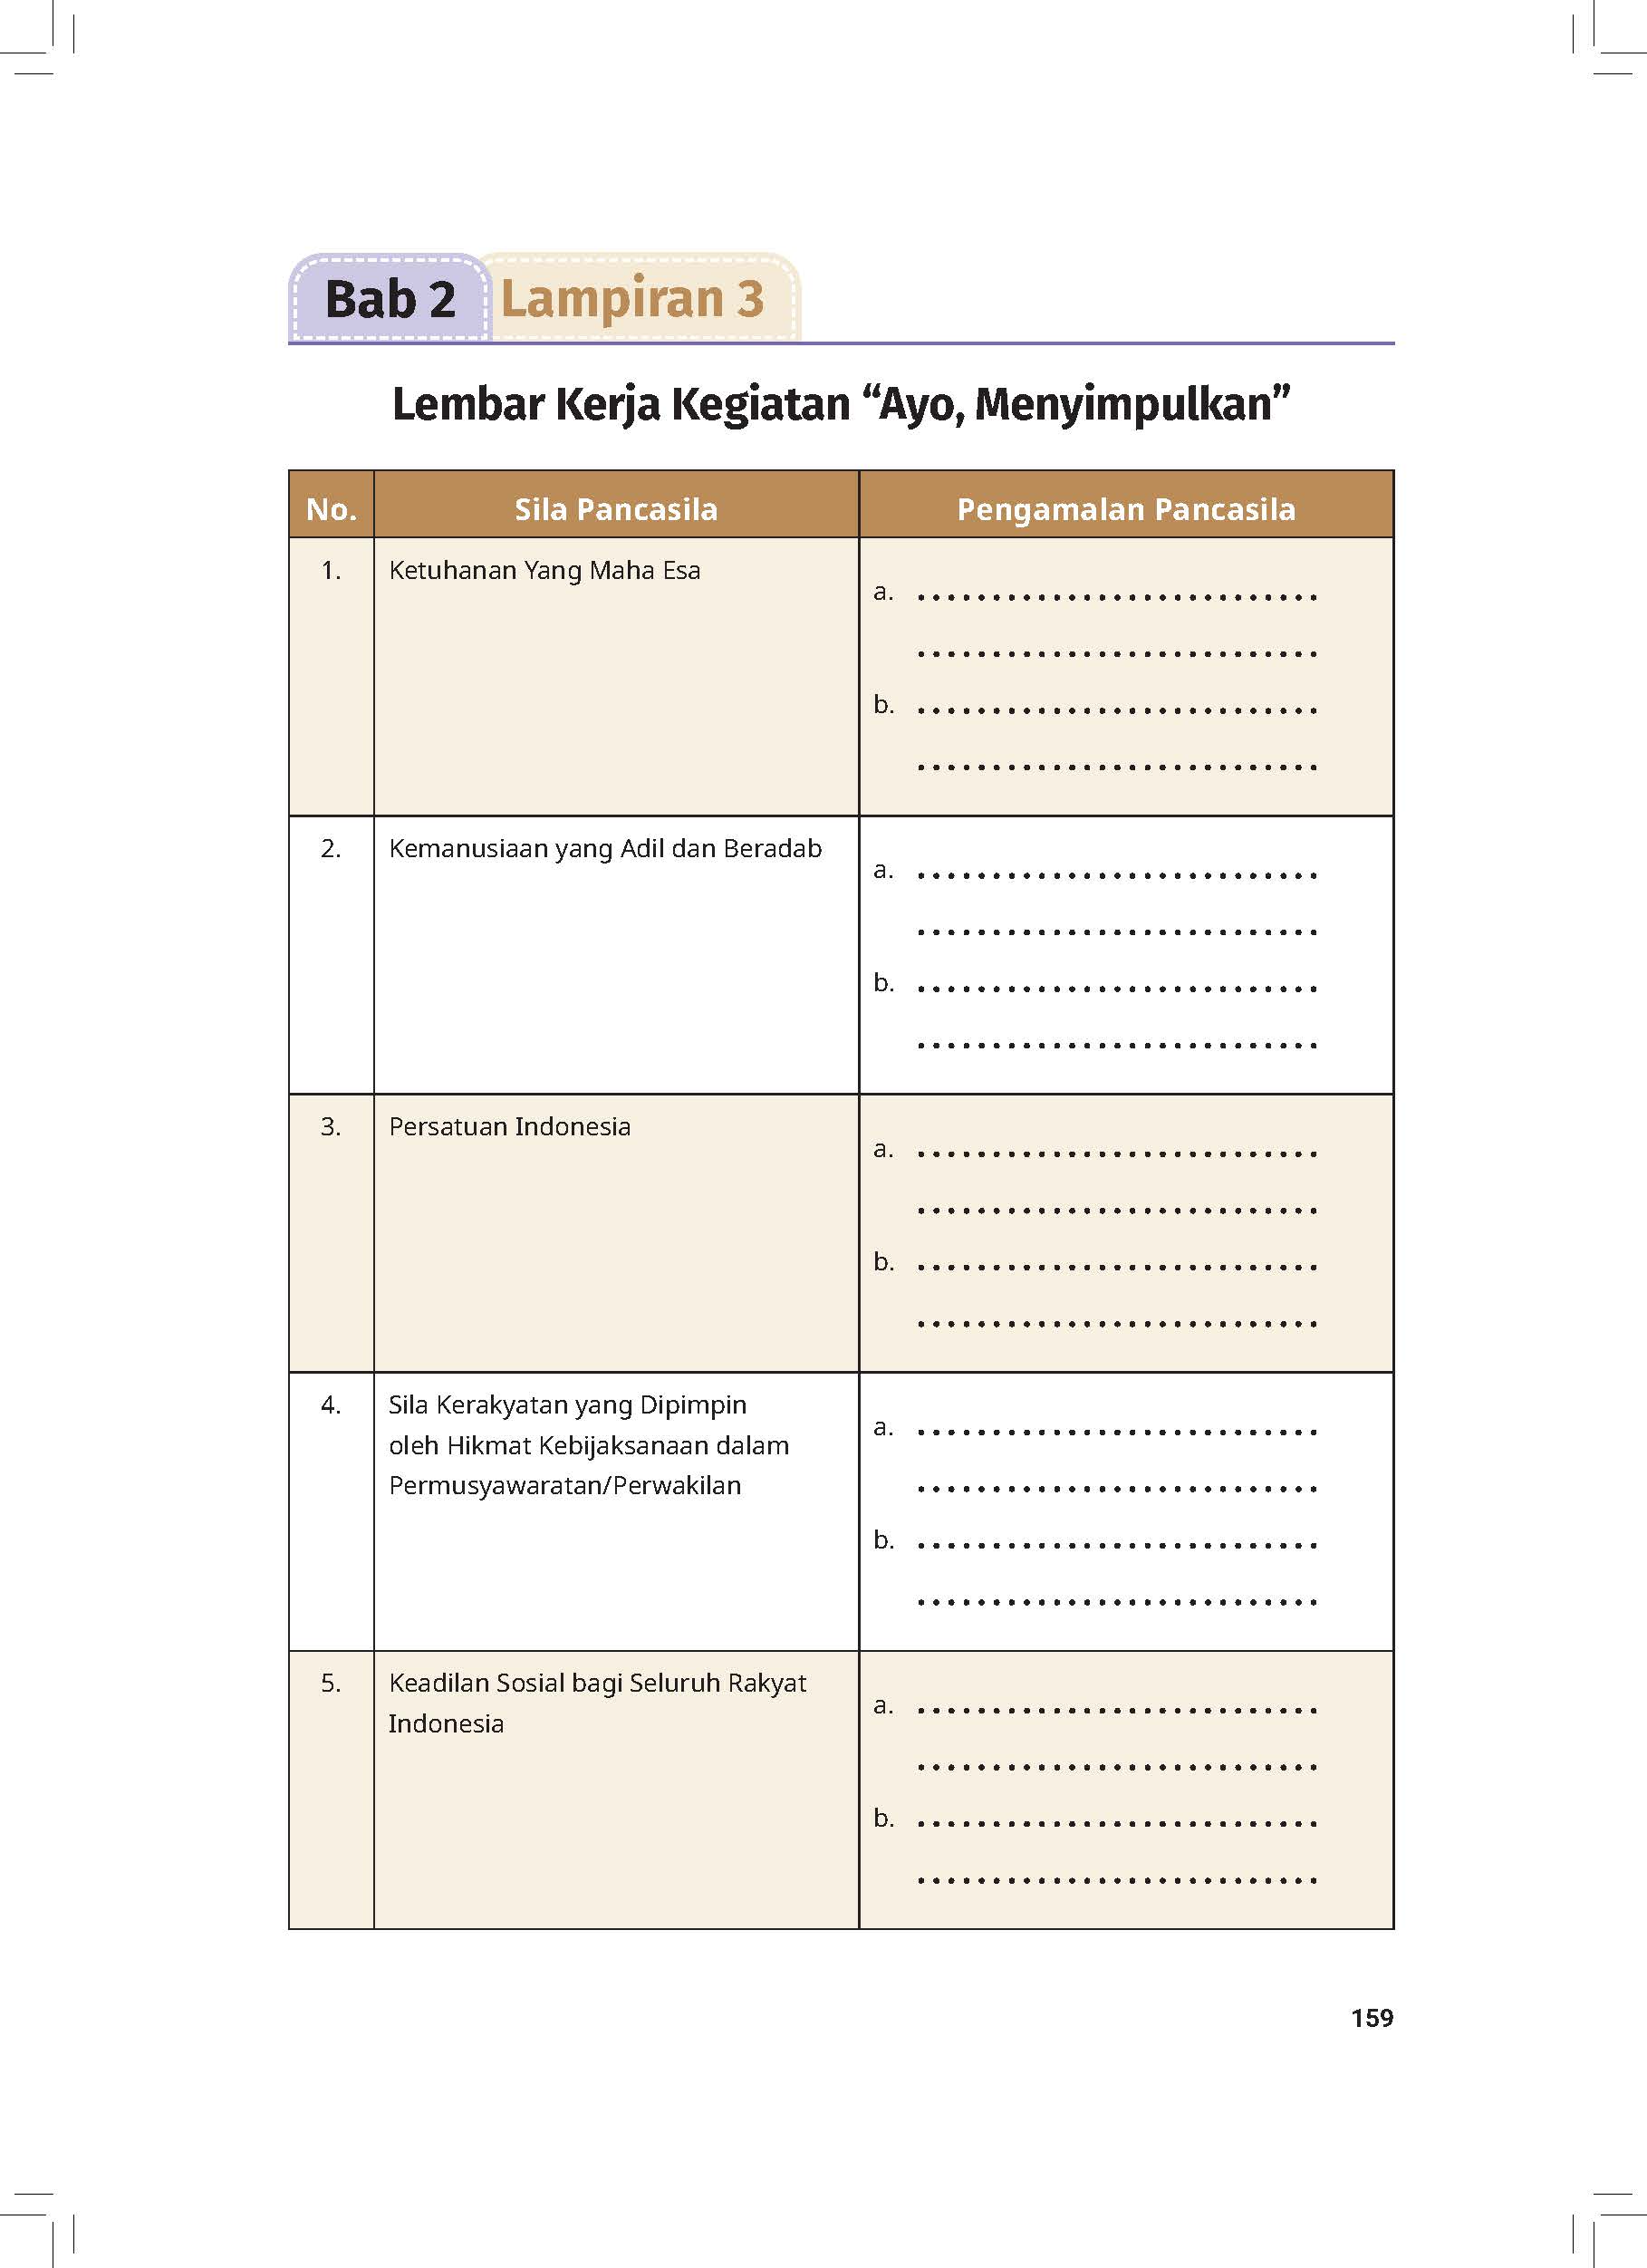 Bab 2 Lampiran 3
Lembar Kerja Kegiatan “Ayo, Menyimpulkan”
No. Sila Pancasila Pengamalan Pancasila
1. Ketuhanan Yang Maha Esa
a. ...........................
...........................
b. ...........................
...........................
2. Kemanusiaan yang Adil dan Beradab
a. ...........................
...........................
b. ...........................
...........................
3. Persatuan Indonesia
a. ...........................
...........................
b. ...........................
...........................
4. Sila Kerakyatan yang Dipimpin
oleh Hikmat Kebijaksanaan dalam
Permusyawaratan/Perwakilan
a. ...........................
...........................
b. ...........................
...........................
5. Keadilan Sosial bagi Seluruh Rakyat
Indonesia
a. ...........................
...........................
b. ...........................
...........................
159